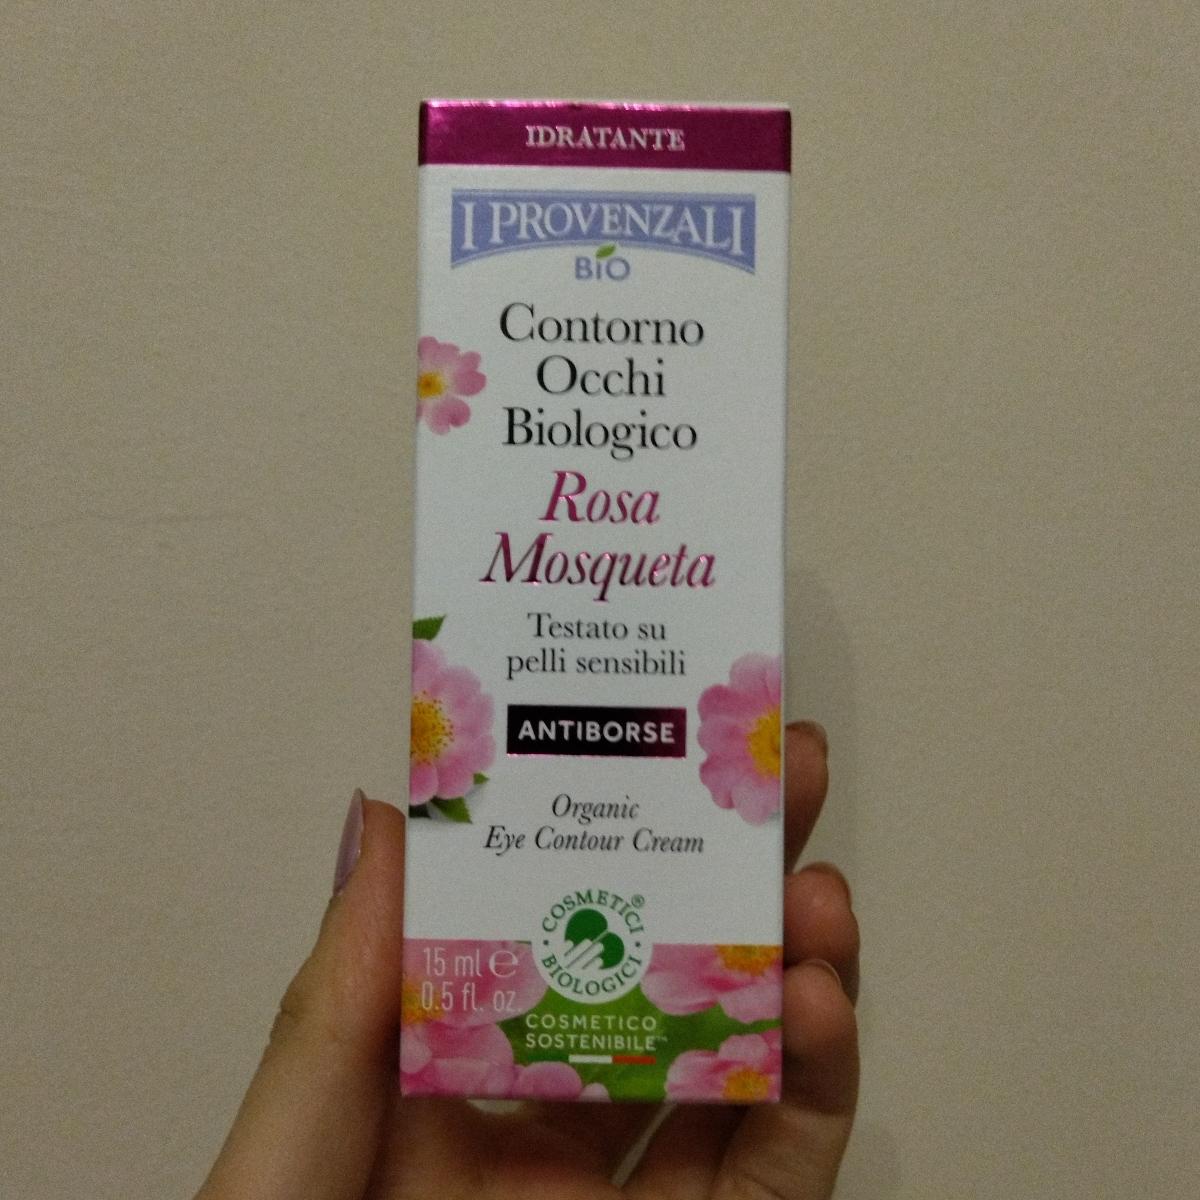 IDRATANTE
I PROVENZALI
BIO
Contorno
Occhi
Biologico
Rosa
Mosqueta
Testato su
pelli sensibili
ANTIBORSE
Organic
Eye Contour Cream
COSMETICI®
BIOLOGICI
15 ml ℮
0.5 fl. oz.
COSMETICO
SOSTENIBILE™